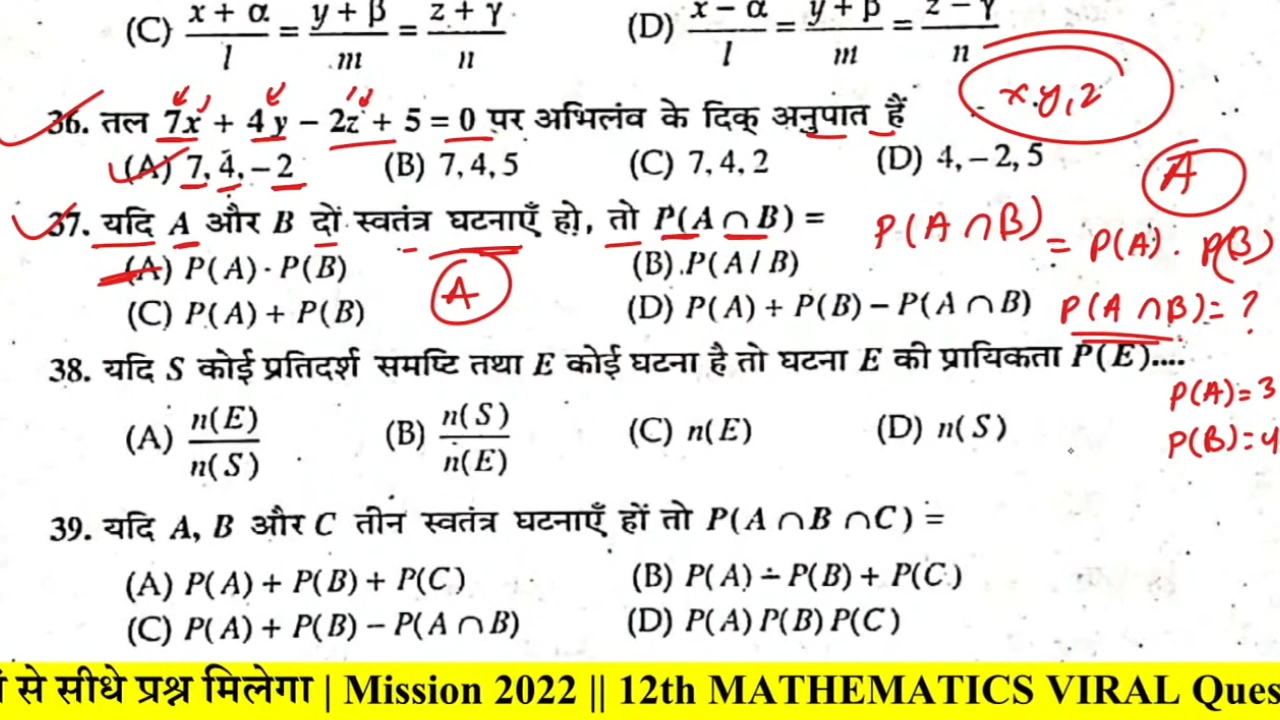 (C) x + α / l = y + β / m = z + γ / n (D) x − α / l = y + β / m = z − γ / n
x, y, z
36. तल 7x + 4y − 2z + 5 = 0 पर अभिलंव के दिक् अनुपात हैं
(A) 7, 4, − 2 (B) 7, 4, 5 (C) 7, 4, 2 (D) 4, − 2, 5
A
37. यदि A और B दों स्वतंत्र घटनाएँ हो, तो P(A ∩ B) =
P(A ∩ B) = P(A) · P(B)
(A) P(A) · P(B) (B) P(A / B)
A
(C) P(A) + P(B) (D) P(A) + P(B) − P(A ∩ B)
P(A ∩ B) = ?
38. यदि S कोई प्रतिदर्श समष्टि तथा E कोई घटना है तो घटना E की प्रायिकता P(E)....
P(A) = 3
P(B) = 4
(A) n(E) / n(S) (B) n(S) / n(E) (C) n(E) (D) n(S)
39. यदि A, B और C तीन स्वतंत्र घटनाएँ हों तो P(A ∩ B ∩ C) =
(A) P(A) + P(B) + P(C) (B) P(A) ∸ P(B) + P(C)
(C) P(A) + P(B) − P(A ∩ B) (D) P(A) P(B) P(C)
से सीधे प्रश्न मिलेगा | Mission 2022 || 12th MATHEMATICS VIRAL Ques